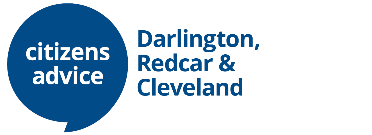 citizens
advice
Darlington,
Redcar &
Cleveland